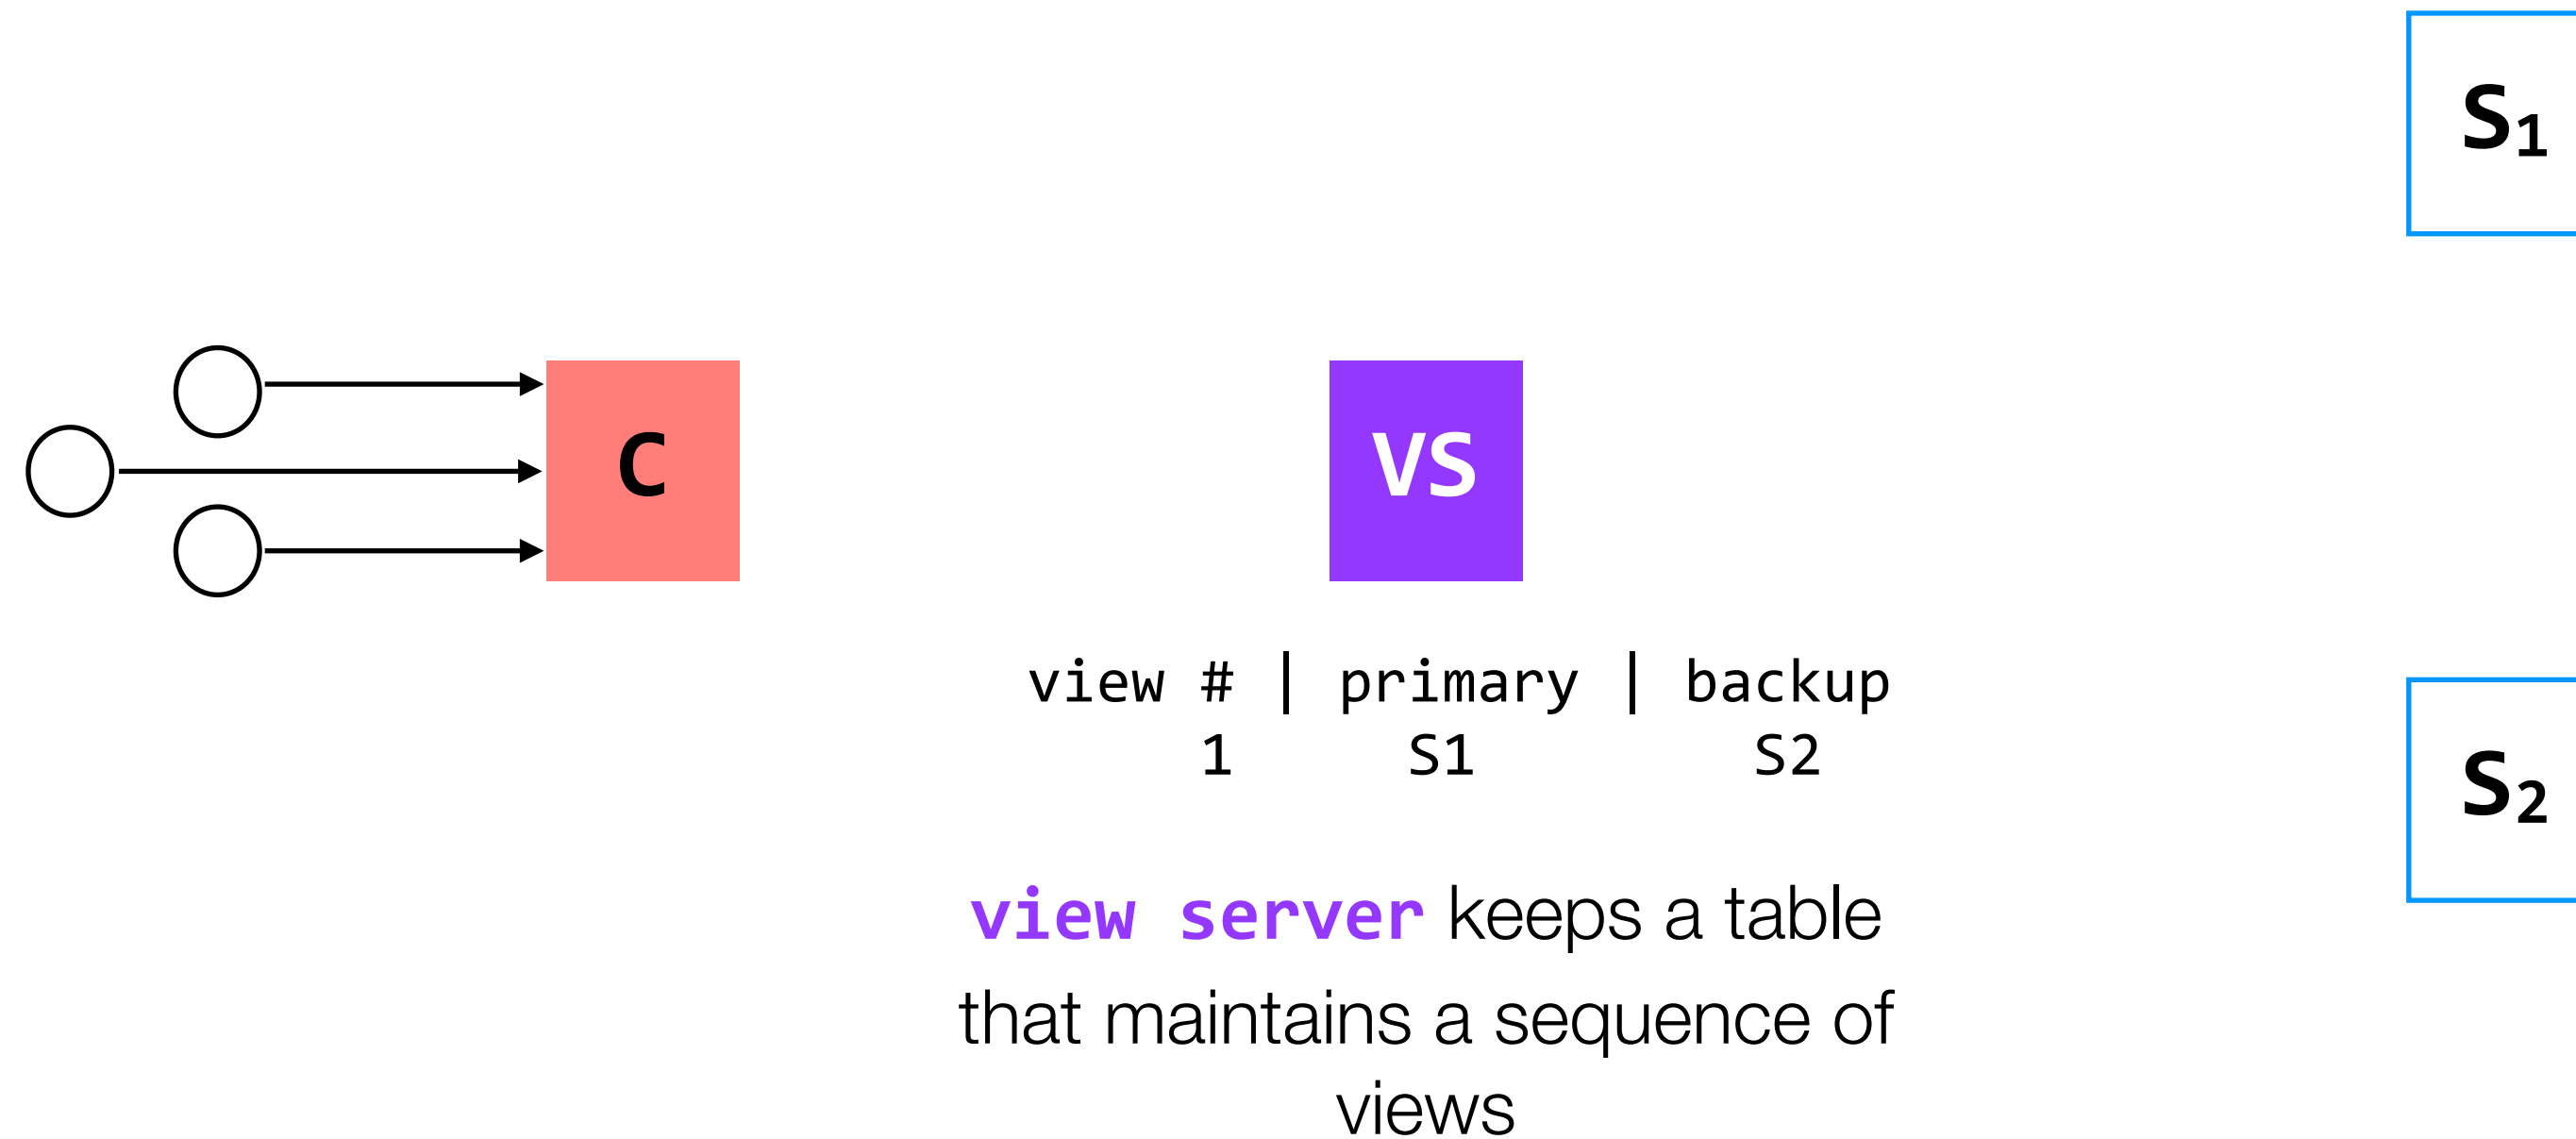 S₁
C
VS
view # | primary | backup
1 S1 S2
S₂
view server keeps a table
that maintains a sequence of
views